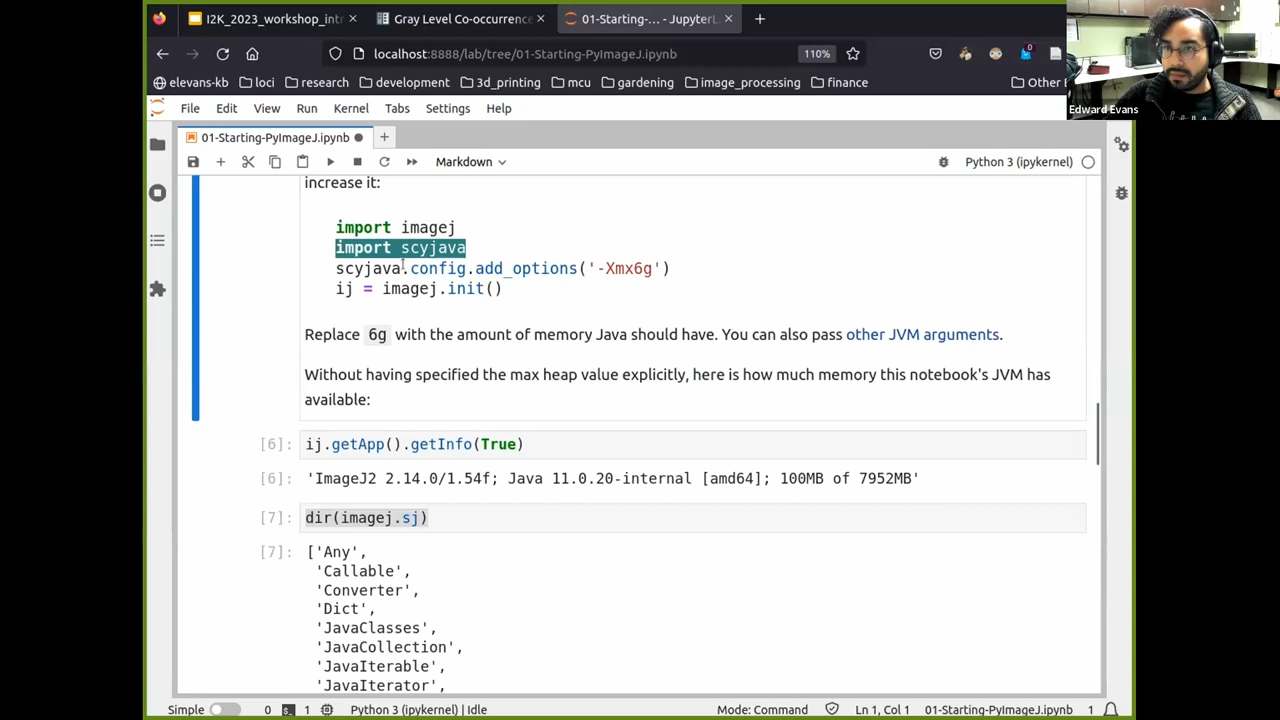 I2K_2023_workshop_intr
Gray Level Co-occurrence
01-Starting-... - JupyterL
localhost:8888/lab/tree/01-Starting-PyImageJ.ipynb
110%
0
elevans-kb
loci
research
development
3d_printing
mcu
gardening
image_processing
finance
Edward Evans
File Edit View Run Kernel Tabs Settings Help
01-Starting-PyImageJ.ipynb
Markdown
Python 3 (ipykernel)
increase it:
import imagej
import scyjava
scyjava.config.add_options('-Xmx6g')
ij = imagej.init()
Replace 6g with the amount of memory Java should have. You can also pass other JVM arguments.
Without having specified the max heap value explicitly, here is how much memory this notebook's JVM has
available:
[6]: ij.getApp().getInfo(True)
[6]: 'ImageJ2 2.14.0/1.54f; Java 11.0.20-internal [amd64]; 100MB of 7952MB'
[7]: dir(imagej.sj)
[7]: ['Any',
'Callable',
'Converter',
'Dict',
'JavaClasses',
'JavaCollection',
'JavaIterable',
'JavaIterator',
Simple 0 1 Python 3 (ipykernel) | Idle Mode: Command Ln 1, Col 1 01-Starting-PyImageJ.ipynb 1